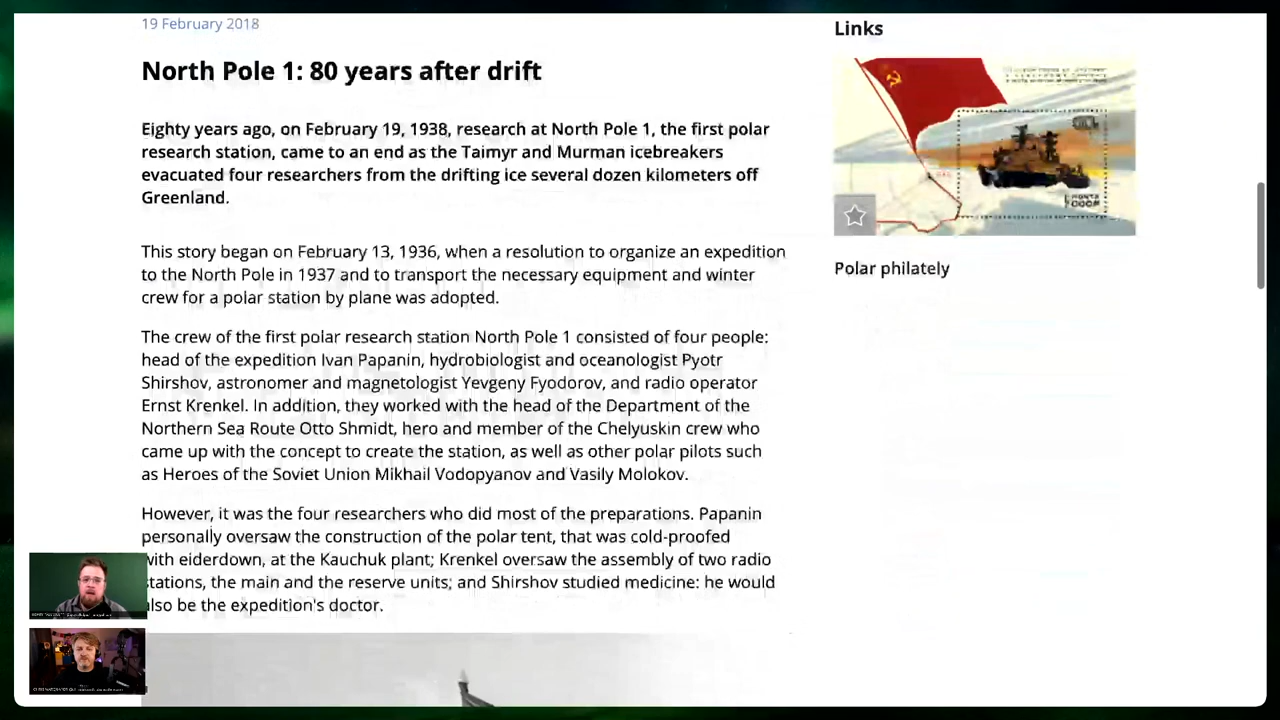 19 February 2018
North Pole 1: 80 years after drift
Eighty years ago, on February 19, 1938, research at North Pole 1, the first polar
research station, came to an end as the Taimyr and Murman icebreakers
evacuated four researchers from the drifting ice several dozen kilometers off
Greenland.
This story began on February 13, 1936, when a resolution to organize an expedition
to the North Pole in 1937 and to transport the necessary equipment and winter
crew for a polar station by plane was adopted.
The crew of the first polar research station North Pole 1 consisted of four people:
head of the expedition Ivan Papanin, hydrobiologist and oceanologist Pyotr
Shirshov, astronomer and magnetologist Yevgeny Fyodorov, and radio operator
Ernst Krenkel. In addition, they worked with the head of the Department of the
Northern Sea Route Otto Shmidt, hero and member of the Chelyuskin crew who
came up with the concept to create the station, as well as other polar pilots such
as Heroes of the Soviet Union Mikhail Vodopyanov and Vasily Molokov.
However, it was the four researchers who did most of the preparations. Papanin
personally oversaw the construction of the polar tent, that was cold-proofed
with eiderdown, at the Kauchuk plant; Krenkel oversaw the assembly of two radio
stations, the main and the reserve units; and Shirshov studied medicine: he would
also be the expedition's doctor.
Links
Polar philately